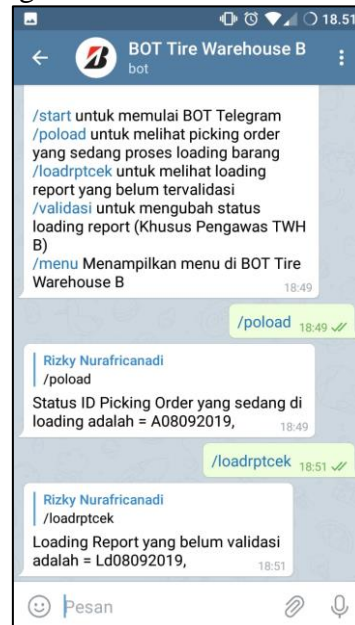 18.51
BOT Tire Warehouse B
bot
/start untuk memulai BOT Telegram
/poload untuk melihat picking order
yang sedang proses loading barang
/loadrptcek untuk melihat loading
report yang belum tervalidasi
/validasi untuk mengubah status
loading report (Khusus Pengawas TWH
B)
/menu Menampilkan menu di BOT Tire
Warehouse B
18:49
/poload 18:49
Rizky Nurafricanadi
/poload
Status ID Picking Order yang sedang di
loading adalah = A08092019,
18:49
/loadrptcek 18:51
Rizky Nurafricanadi
/loadrptcek
Loading Report yang belum validasi
adalah = Ld08092019,
18:51
Pesan